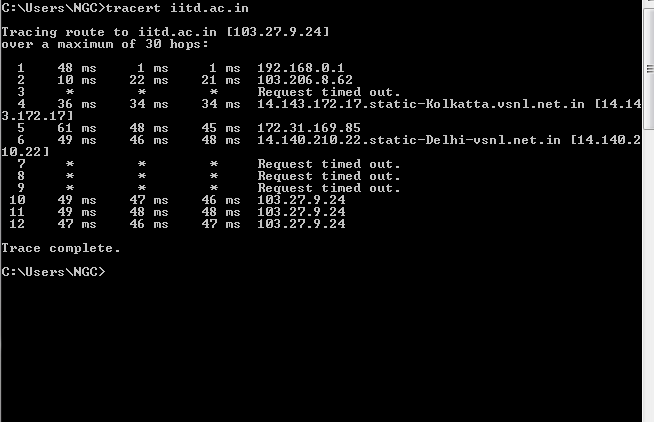 C:\Users\NGC>tracert iitd.ac.in
Tracing route to iitd.ac.in [103.27.9.24]
over a maximum of 30 hops:
1 48 ms 1 ms 1 ms 192.168.0.1
2 10 ms 22 ms 21 ms 103.206.8.62
3 * * * Request timed out.
4 36 ms 34 ms 34 ms 14.143.172.17.static-Kolkatta.vsnl.net.in [14.14
3.172.17]
5 61 ms 48 ms 45 ms 172.31.169.85
6 49 ms 46 ms 48 ms 14.140.210.22.static-Delhi-vsnl.net.in [14.140.2
10.22]
7 * * * Request timed out.
8 * * * Request timed out.
9 * * * Request timed out.
10 49 ms 47 ms 46 ms 103.27.9.24
11 49 ms 48 ms 48 ms 103.27.9.24
12 47 ms 46 ms 47 ms 103.27.9.24
Trace complete.
C:\Users\NGC>